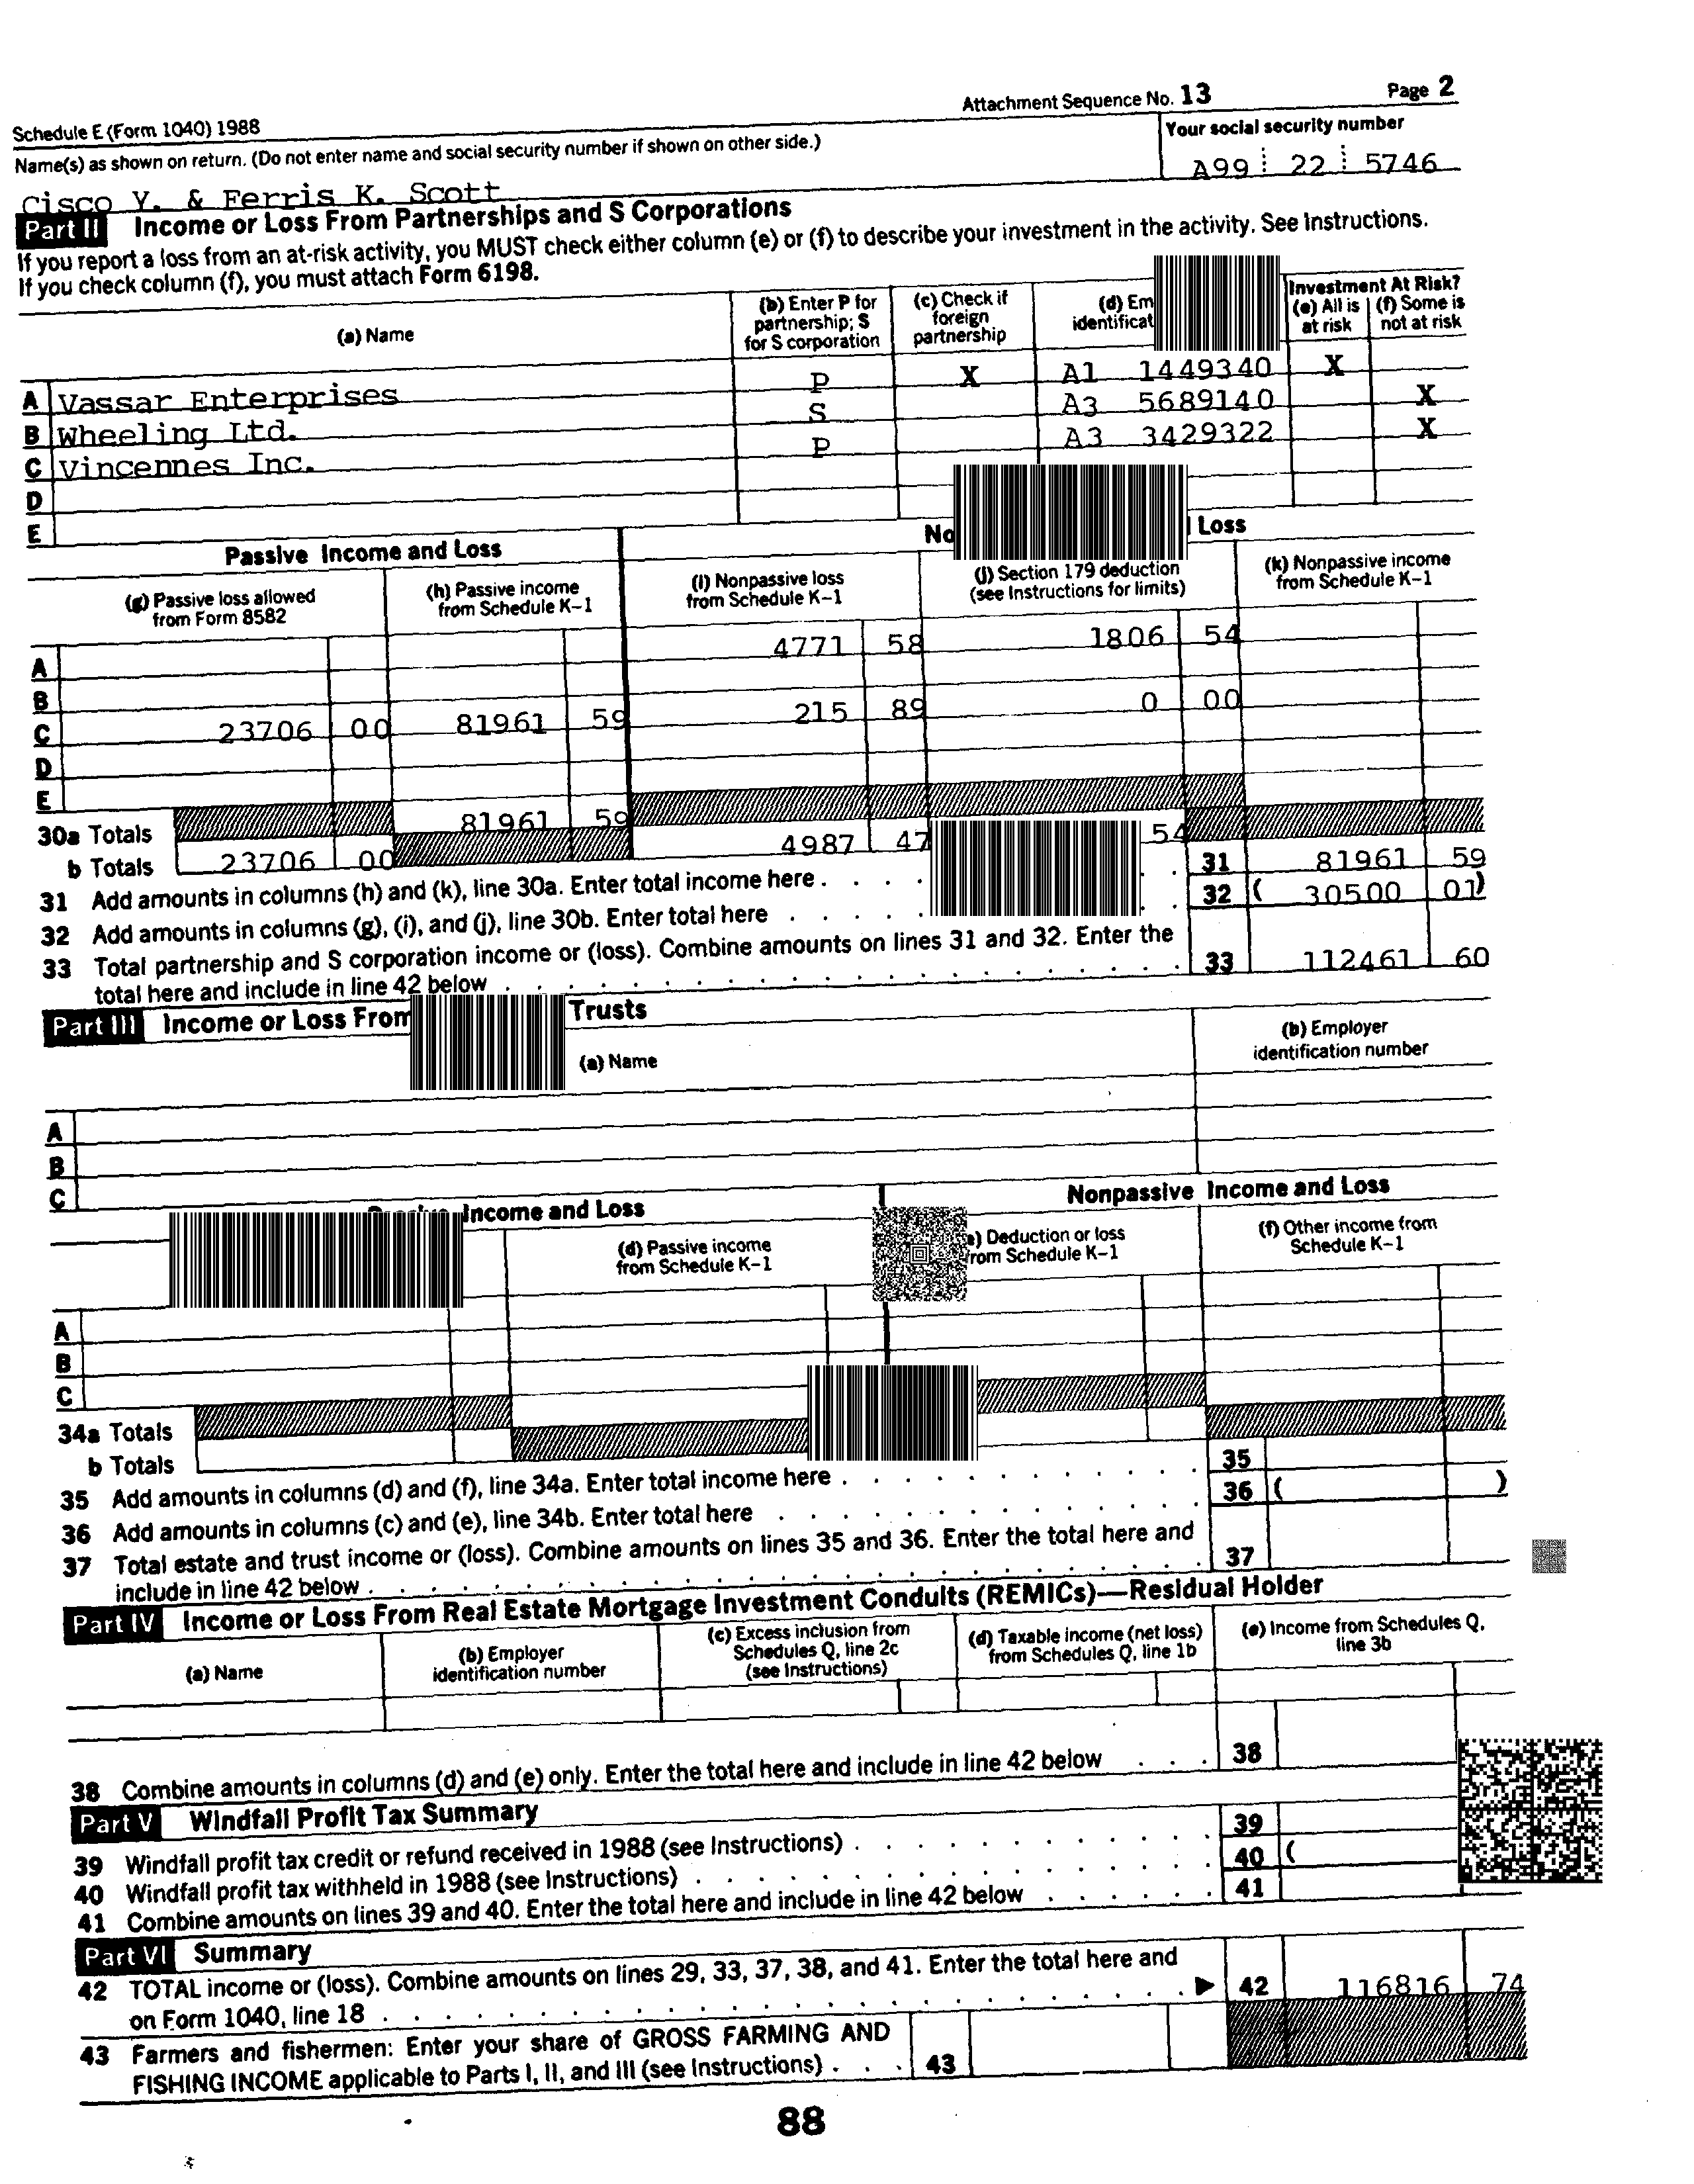 Attachment Sequence No. 13 Page 2
Schedule E (Form 1040) 1988
Name(s) as shown on return. (Do not enter name and social security number if shown on other side.) Your social security number
Cisco Y. & Ferris K. Scott A99 22 5746
Part II Income or Loss From Partnerships and S Corporations
If you report a loss from an at-risk activity, you MUST check either column (e) or (f) to describe your investment in the activity. See Instructions.
If you check column (f), you must attach Form 6198.
(a) Name
(b) Enter P for partnership; S for S corporation
(c) Check if foreign partnership
(d)
Investment At Risk?
(e) All is at risk
(f) Some is not at risk
A Vassar Enterprises P X A1 1449340 X
B Wheeling Ltd. S A3 5689140 X
C Vincennes Inc. P A3 3429322 X
D
E
Passive Income and Loss Loss
(g) Passive loss allowed from Form 8582
(h) Passive income from Schedule K-1
(i) Nonpassive loss from Schedule K-1
(j) Section 179 deduction (see Instructions for limits)
(k) Nonpassive income from Schedule K-1
A 4771 58 1806 54
B
C 23706 00 81961 59 215 89 0 00
D
E
30a Totals 81961 59
b Totals 23706 00 4987 47 54
31 Add amounts in columns (h) and (k), line 30a. Enter total income here . . . . 31 81961 59
32 Add amounts in columns (g), (i), and (j), line 30b. Enter total here . . . . . 32 ( 30500 01)
33 Total partnership and S corporation income or (loss). Combine amounts on lines 31 and 32. Enter the
total here and include in line 42 below . . . . . . . . 33 112461 60
Part III Income or Loss From Trusts
(a) Name
(b) Employer identification number
A
B
C
Income and Loss Nonpassive Income and Loss
(d) Passive income from Schedule K-1
Deduction or loss from Schedule K-1
(f) Other income from Schedule K-1
A
B
C
34a Totals
b Totals
35 Add amounts in columns (d) and (f), line 34a. Enter total income here . . . . . . . 35
36 Add amounts in columns (c) and (e), line 34b. Enter total here . . . . . . . 36 ( )
37 Total estate and trust income or (loss). Combine amounts on lines 35 and 36. Enter the total here and
include in line 42 below . . . . . . . . 37
Part IV Income or Loss From Real Estate Mortgage Investment Conduits (REMICs)—Residual Holder
(a) Name
(b) Employer identification number
(c) Excess inclusion from Schedules Q, line 2c (see Instructions)
(d) Taxable income (net loss) from Schedules Q, line 1b
(e) Income from Schedules Q, line 3b
38 Combine amounts in columns (d) and (e) only. Enter the total here and include in line 42 below . . . 38
Part V Windfall Profit Tax Summary
39 Windfall profit tax credit or refund received in 1988 (see Instructions) . . . . . . . 39
40 Windfall profit tax withheld in 1988 (see Instructions) . . . . . . . 40 (
41 Combine amounts on lines 39 and 40. Enter the total here and include in line 42 below . . . . . . 41
Part VI Summary
42 TOTAL income or (loss). Combine amounts on lines 29, 33, 37, 38, and 41. Enter the total here and
on Form 1040, line 18 . . . . . . . . ▶ 42 116816 74
43 Farmers and fishermen: Enter your share of GROSS FARMING AND
FISHING INCOME applicable to Parts I, II, and III (see Instructions) . . . 43
88